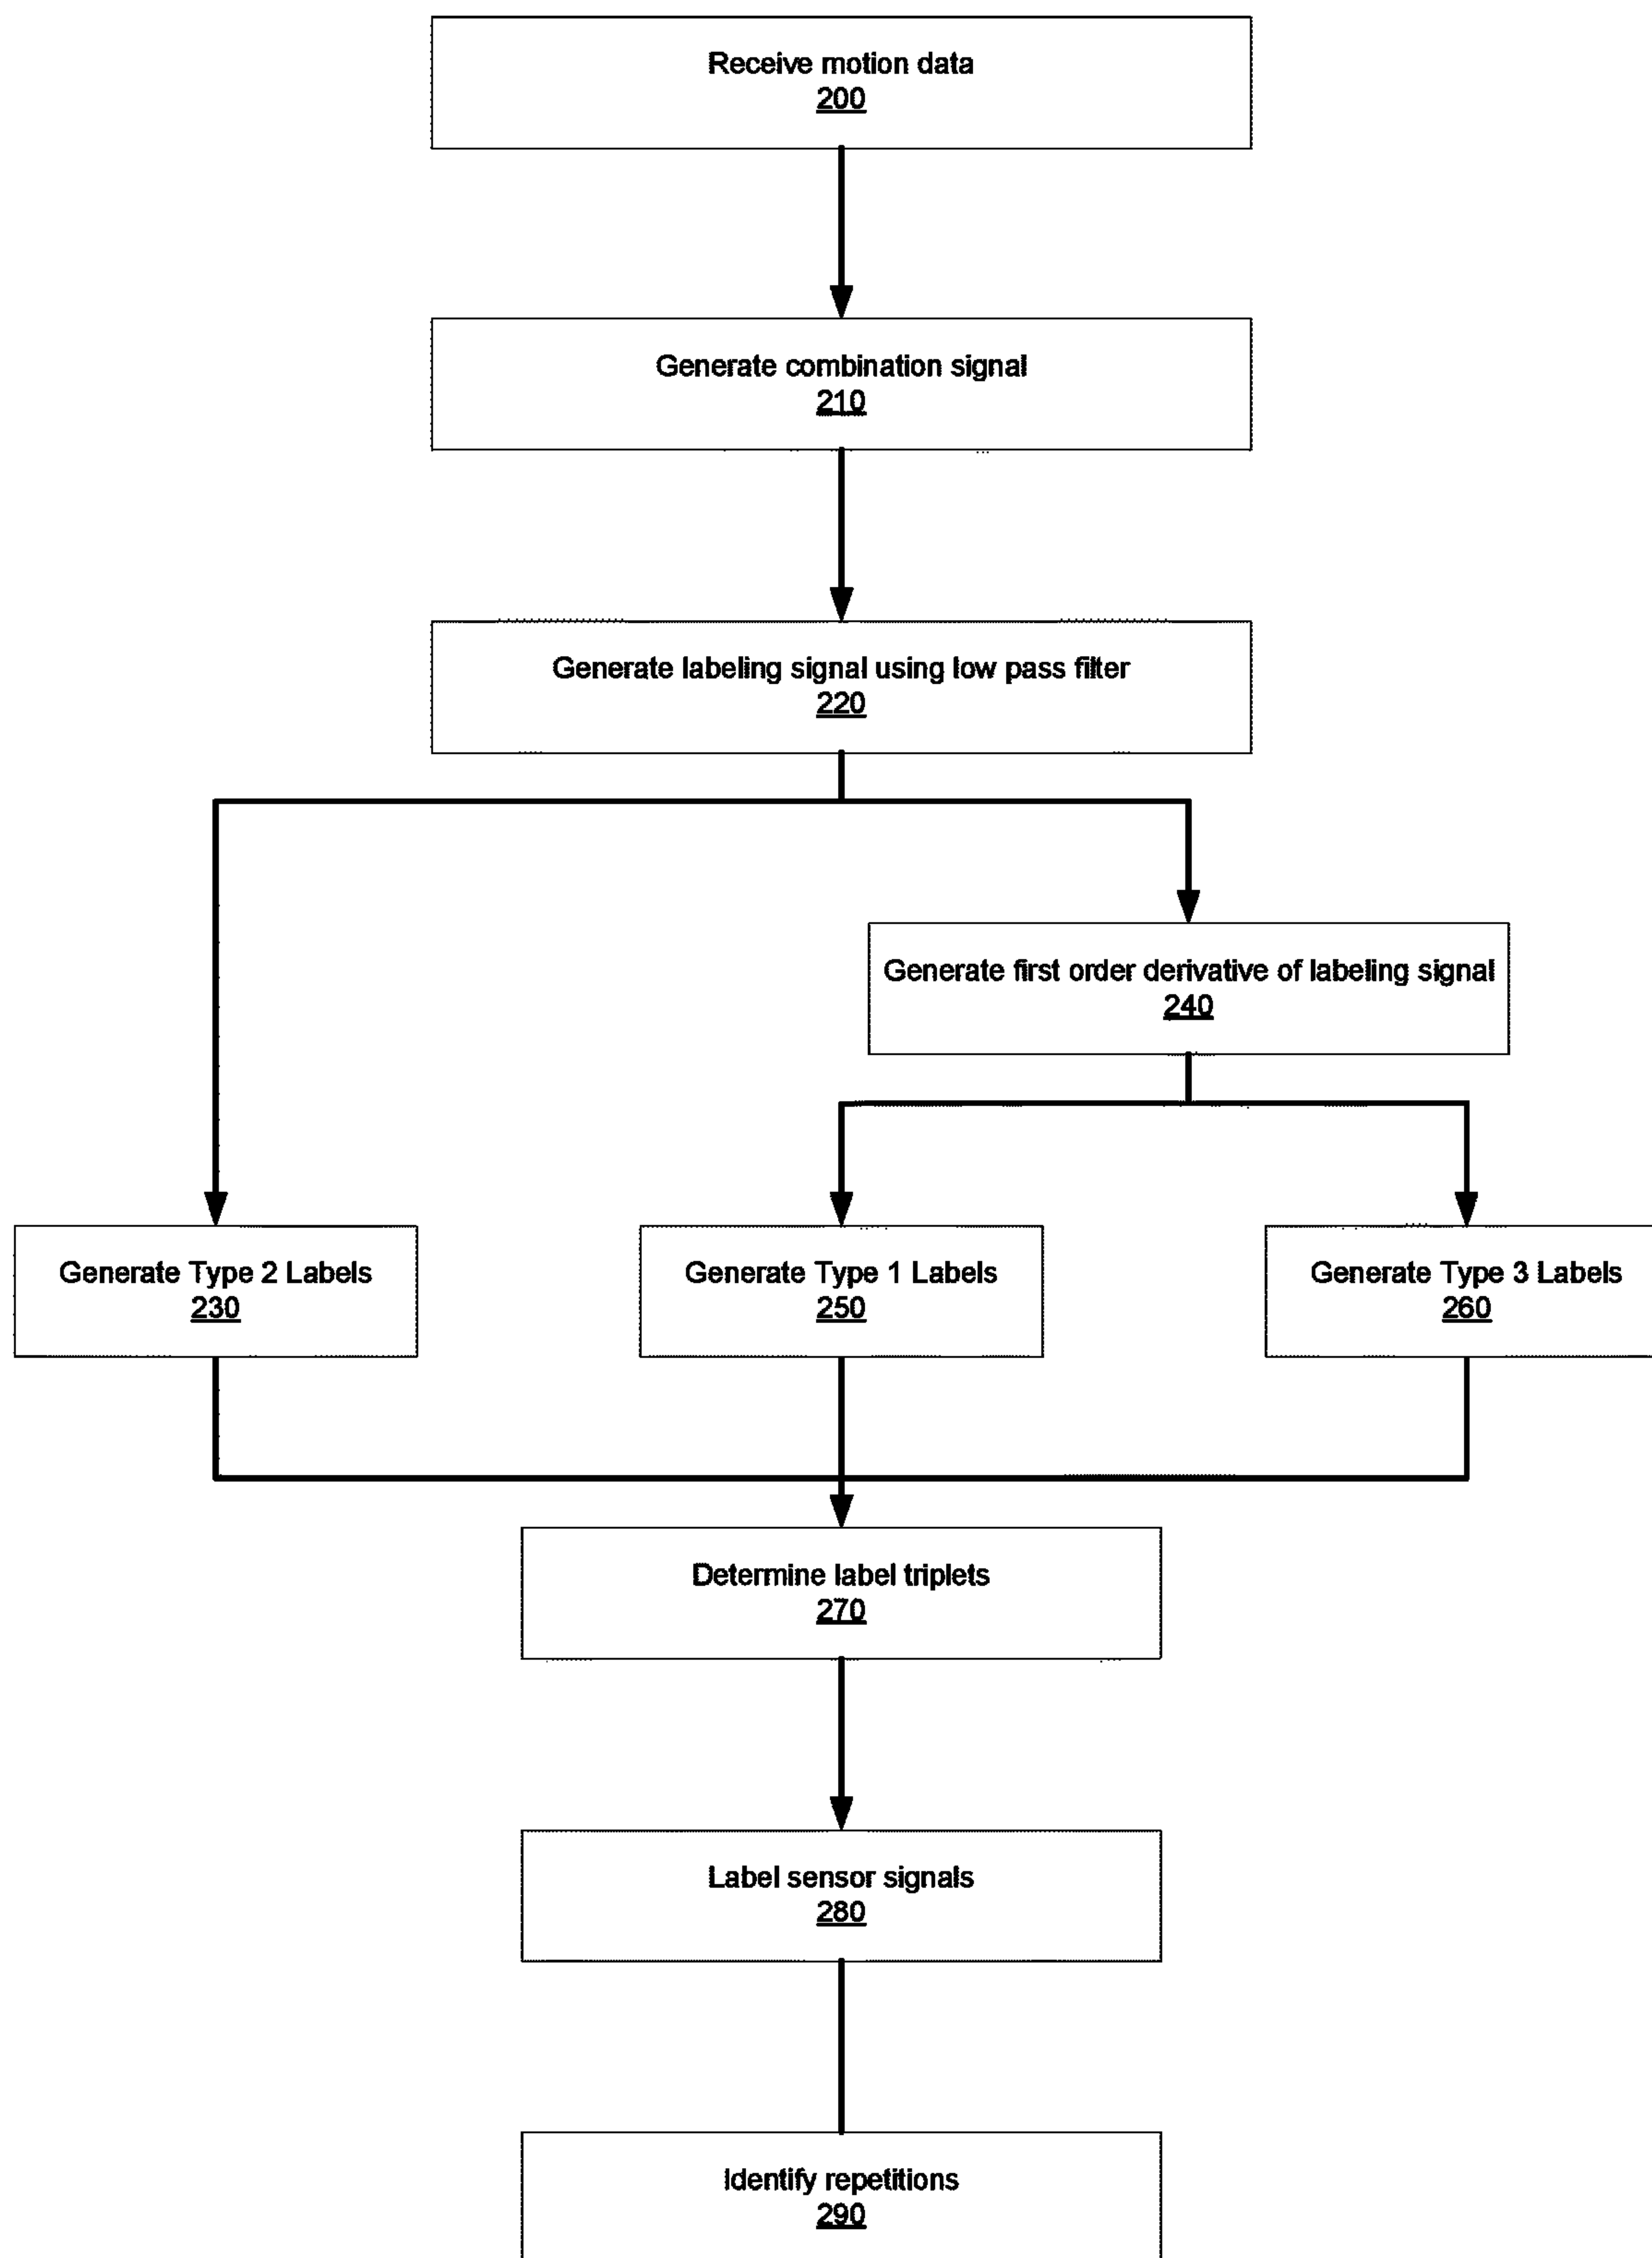 Receive motion data
200
Generate combination signal
210
Generate labeling signal using low pass filter
220
Generate first order derivative of labeling signal
240
Generate Type 2 Labels
230
Generate Type 1 Labels
250
Generate Type 3 Labels
260
Determine label triplets
270
Label sensor signals
280
Identify repetitions
290